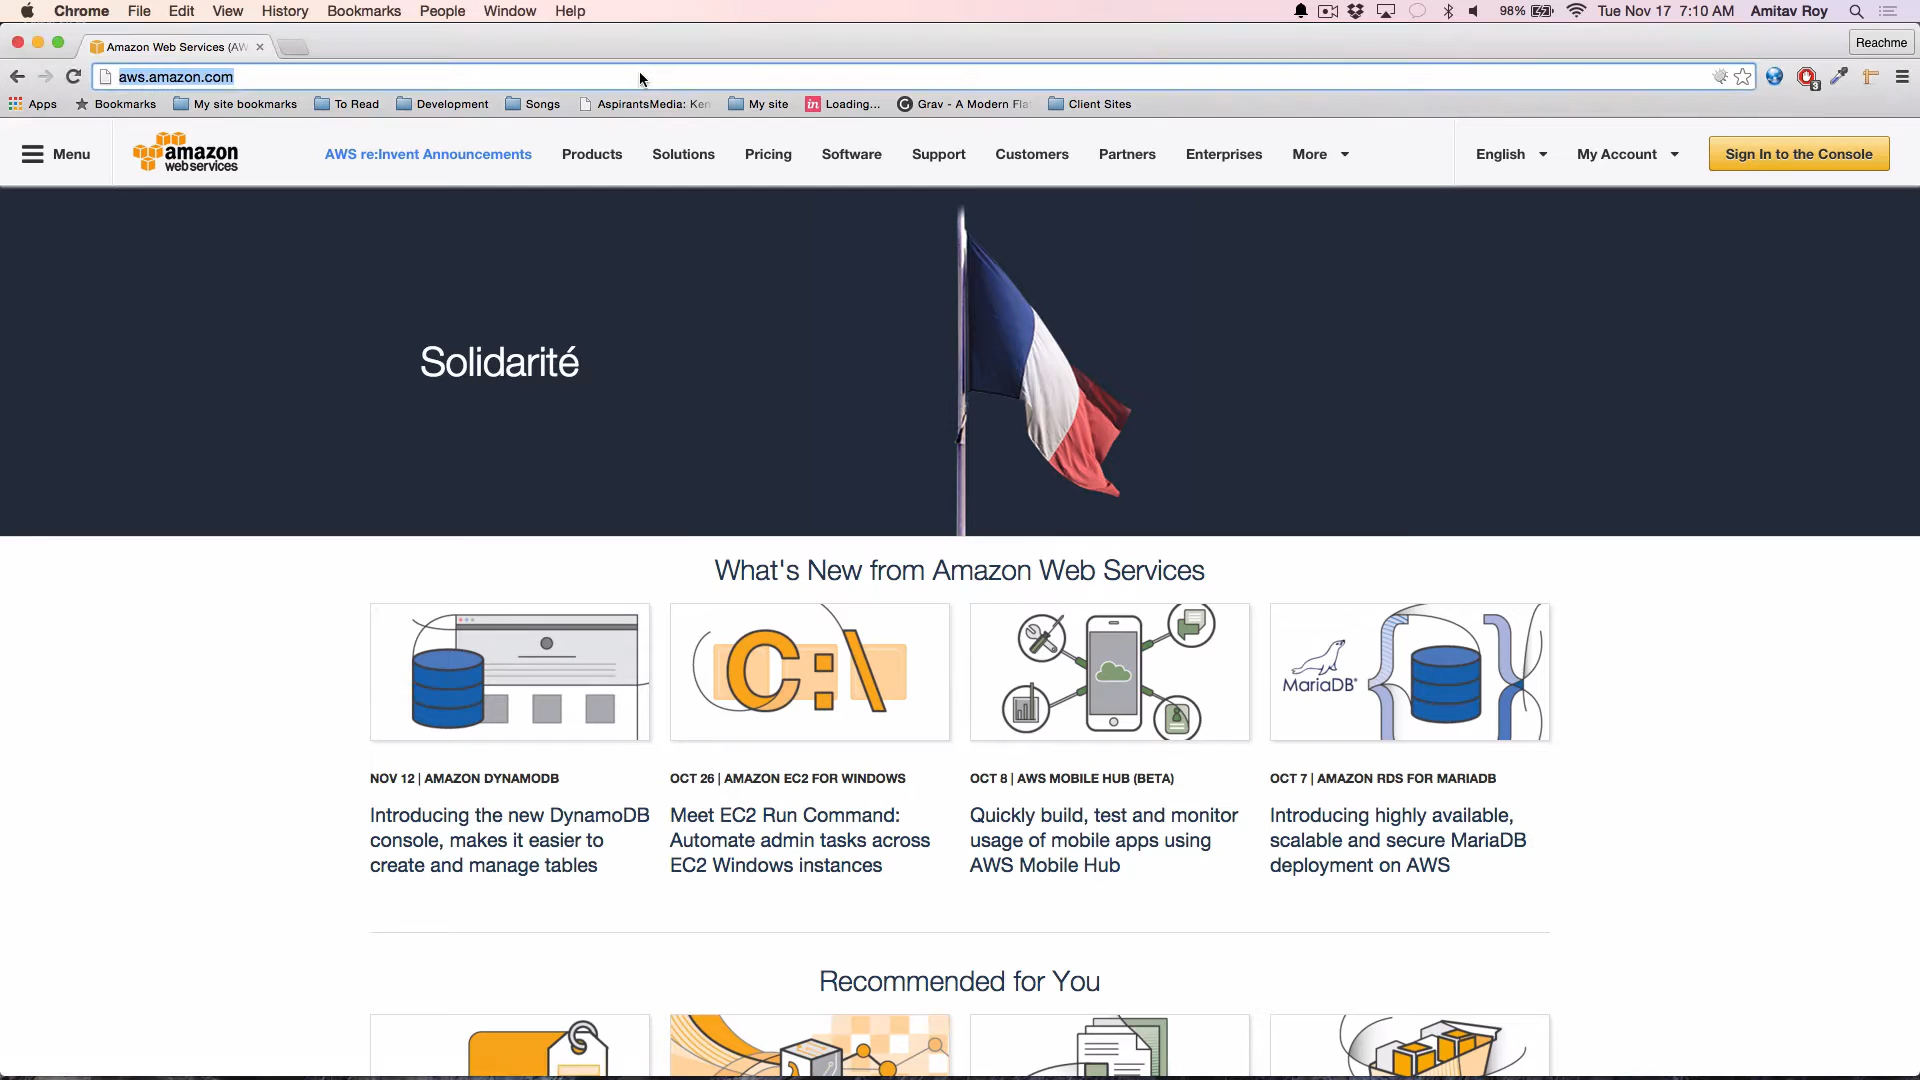 Chrome File Edit View History Bookmarks People Window Help 98% Tue Nov 17 7:10 AM Amitav Roy
Amazon Web Services (AW Reachme
aws.amazon.com 3
Apps Bookmarks My site bookmarks To Read Development Songs AspirantsMedia: Ken My site in Loading... Grav - A Modern Fla Client Sites
Menu amazon web services AWS re:Invent Announcements Products Solutions Pricing Software Support Customers Partners Enterprises More English My Account Sign In to the Console
Solidarité
What's New from Amazon Web Services
C:\
MariaDB
NOV 12 | AMAZON DYNAMODB OCT 26 | AMAZON EC2 FOR WINDOWS OCT 8 | AWS MOBILE HUB (BETA) OCT 7 | AMAZON RDS FOR MARIADB
Introducing the new DynamoDB Meet EC2 Run Command: Quickly build, test and monitor Introducing highly available,
console, makes it easier to Automate admin tasks across usage of mobile apps using scalable and secure MariaDB
create and manage tables EC2 Windows instances AWS Mobile Hub deployment on AWS
Recommended for You